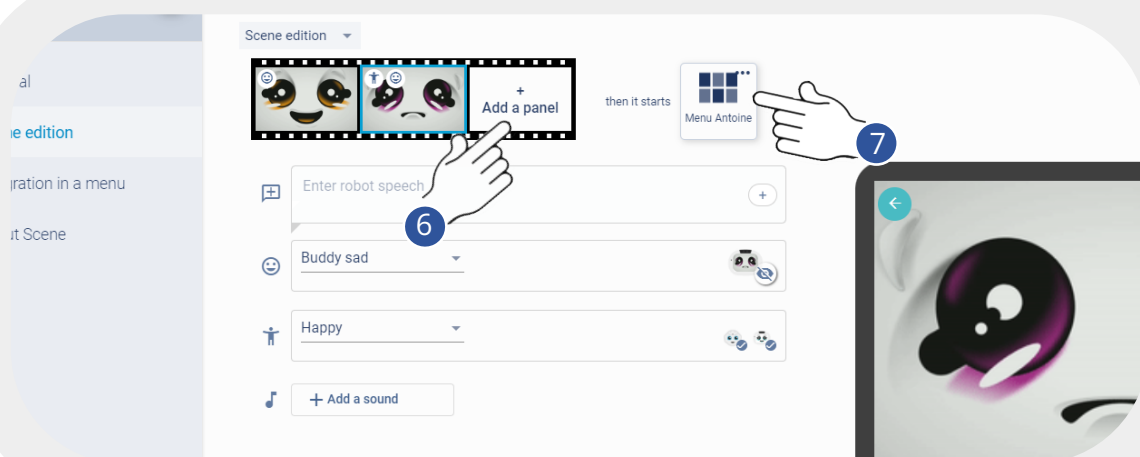 Scene edition
al
ne edition
gration in a menu
ut Scene
+
Add a panel
then it starts
Menu Antoine
7
Enter robot speech
+
6
Buddy sad
Happy
+ Add a sound